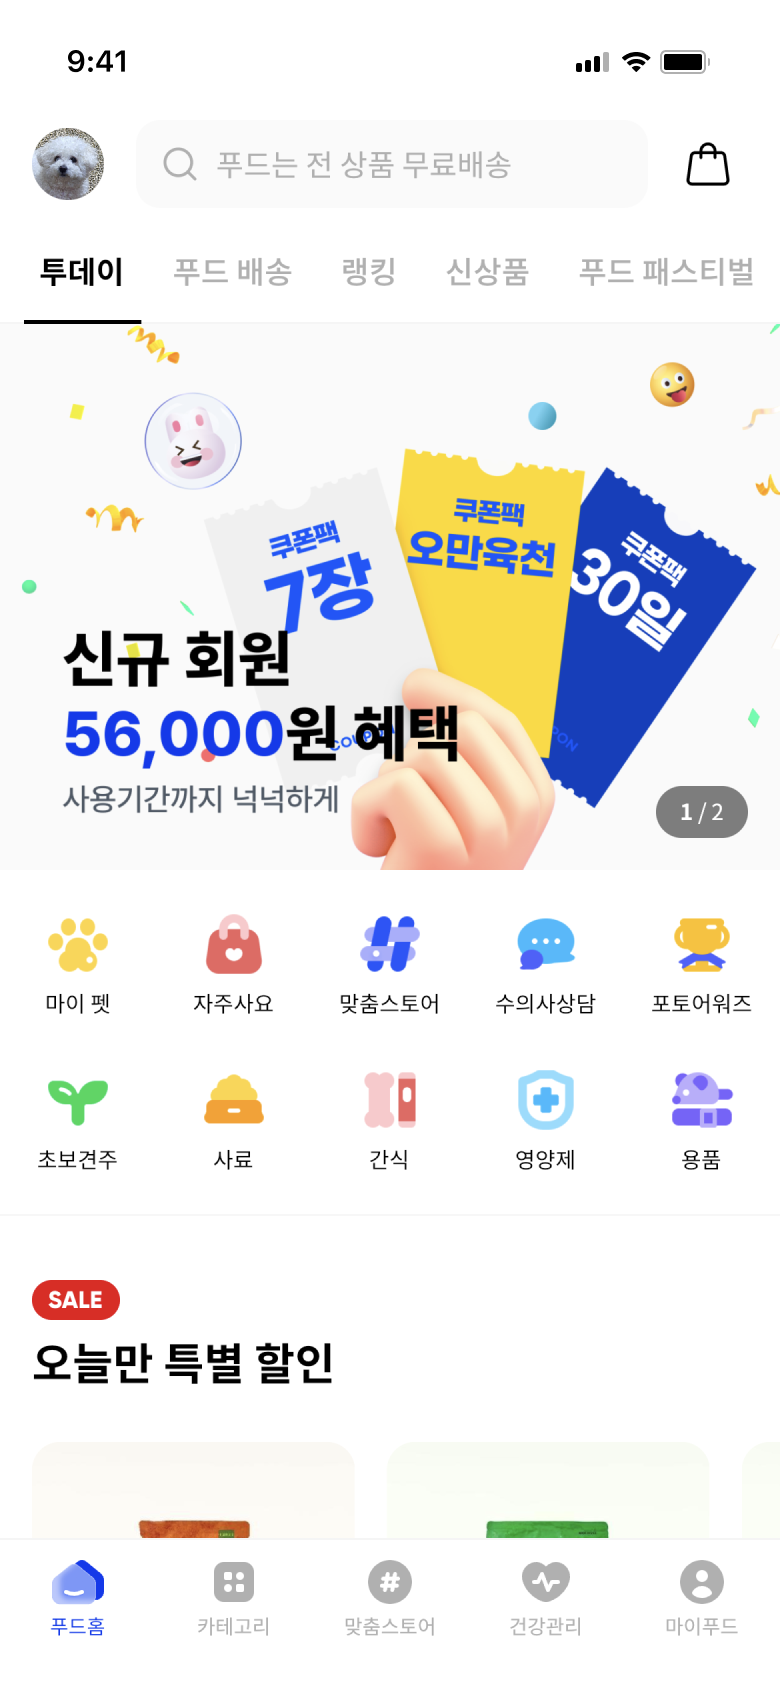 9:41
푸드는 전 상품 무료배송
투데이 푸드 배송 랭킹 신상품 푸드 패스티벌
쿠폰팩
7장
쿠폰팩
오만육천
쿠폰팩
30일
신규 회원
56,000원 혜택
사용기간까지 넉넉하게
1 / 2
마이 펫 자주사요 맞춤스토어 수의사상담 포토어워즈
초보견주 사료 간식 영양제 용품
SALE
오늘만 특별 할인
푸드홈 카테고리 맞춤스토어 건강관리 마이푸드